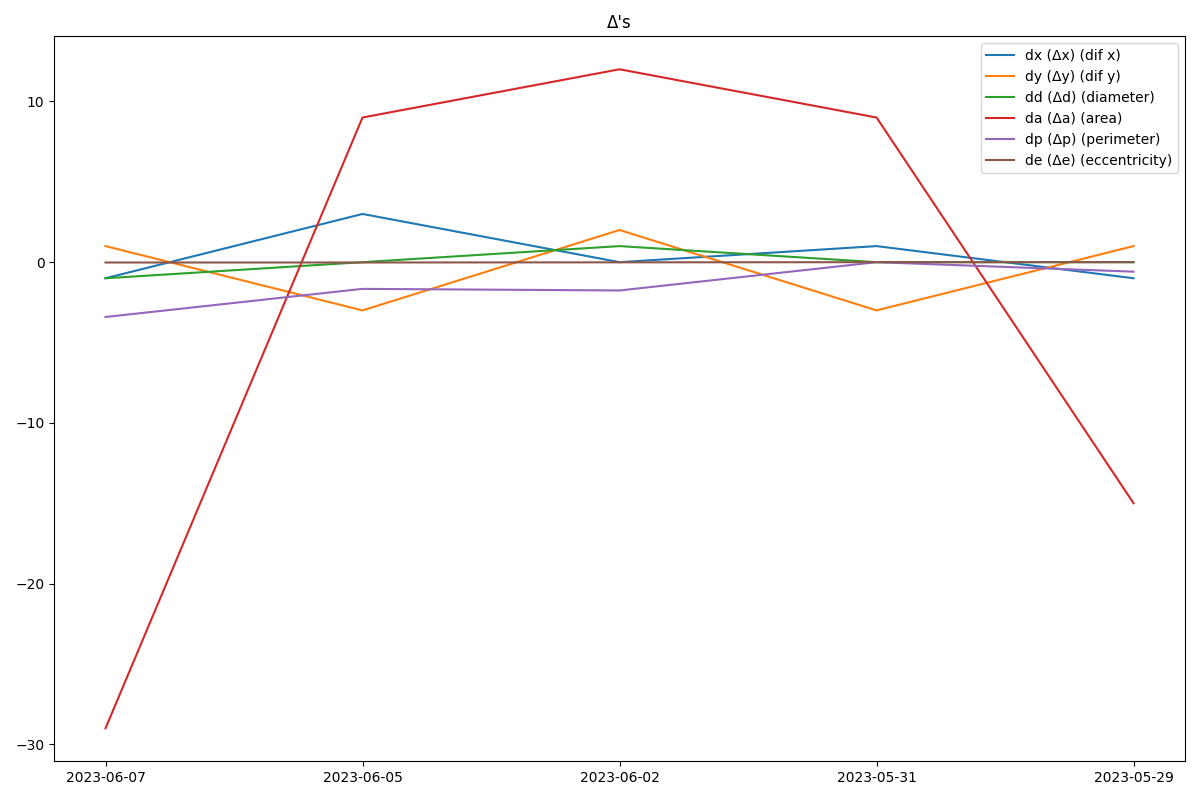 Δ's
dx (Δx) (dif x)
dy (Δy) (dif y)
dd (Δd) (diameter)
da (Δa) (area)
dp (Δp) (perimeter)
de (Δe) (eccentricity)
10
0
−10
−20
−30
2023-06-07 2023-06-05 2023-06-02 2023-05-31 2023-05-29